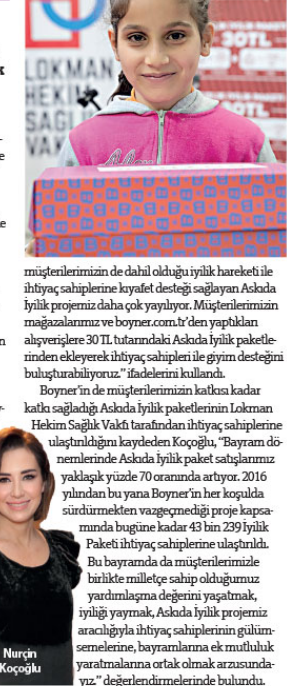 LOKMAN
HEKİM
SAĞLIK
30TL
müşterilerimizin de dahil olduğu iyilik hareketi ile
ihtiyaç sahiplerine kıyafet desteği sağlayan Askıda
İyilik projemiz daha çok yayılıyor. Müşterilerimizin
mağazalarımız ve boyner.com.tr'den yaptıkları
alışverişlere 30 TL tutarındaki Askıda İyilik paketle-
rinden ekleyerek ihtiyaç sahipleri ile giyim desteğini
buluşturabiliyoruz." ifadelerini kullandı.
Boyner'in de müşterilerimizin katkısı kadar
katkı sağladığı Askıda İyilik paketlerinin Lokman
Hekim Sağlık Vakfı tarafından ihtiyaç sahiplerine
ulaştırıldığını kaydeden Koçoğlu, "Bayram dö-
nemlerinde Askıda İyilik paket satışlarımız
yaklaşık yüzde 70 oranında artıyor. 2016
yılından bu yana Boyner'in her koşulda
sürdürmekten vazgeçmediği proje kapsa-
mında bugüne kadar 43 bin 239 İyilik
Paketi ihtiyaç sahiplerine ulaştırıldı.
Bu bayramda da müşterilerimizle
birlikte milletçe sahip olduğumuz
yardımlaşma değerini yaşatmak,
iyiliği yaymak, Askıda İyilik projemiz
aracılığıyla ihtiyaç sahiplerinin gülüm-
semelerine, bayramlarına ek mutluluk
yaratmalarına ortak olmak arzusunda-
yız." değerlendirmelerinde bulundu.
Nurçin
Koçoğlu